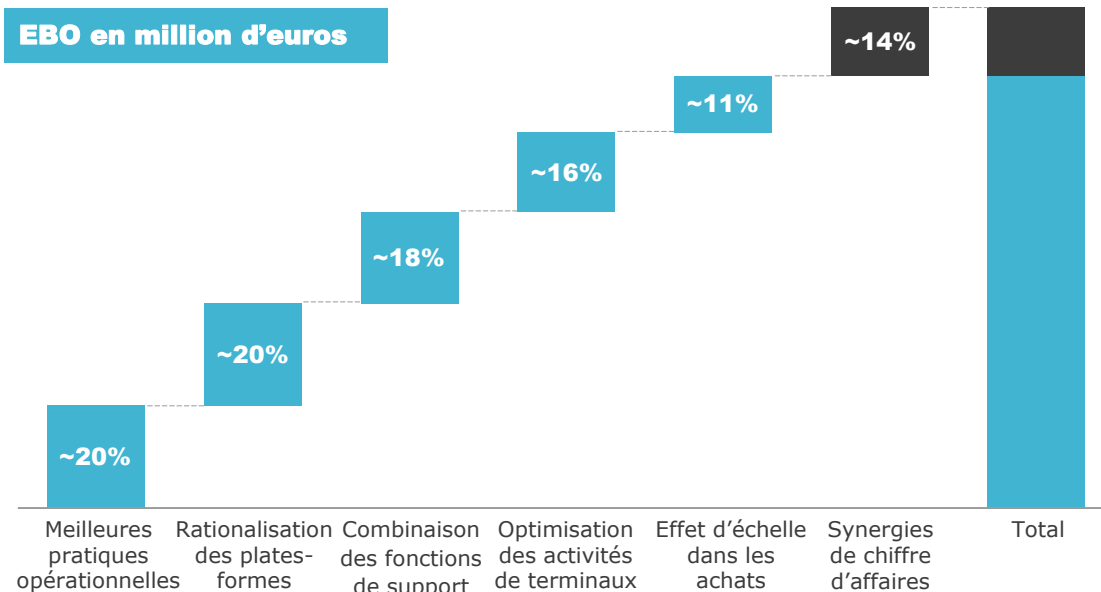 EBO en million d’euros
~14%
~11%
~16%
~18%
~20%
~20%
Meilleures
pratiques
opérationnelles
Rationalisation
des plates-
formes
Combinaison
des fonctions
de support
Optimisation
des activités
de terminaux
Effet d’échelle
dans les
achats
Synergies
de chiffre
d’affaires
Total